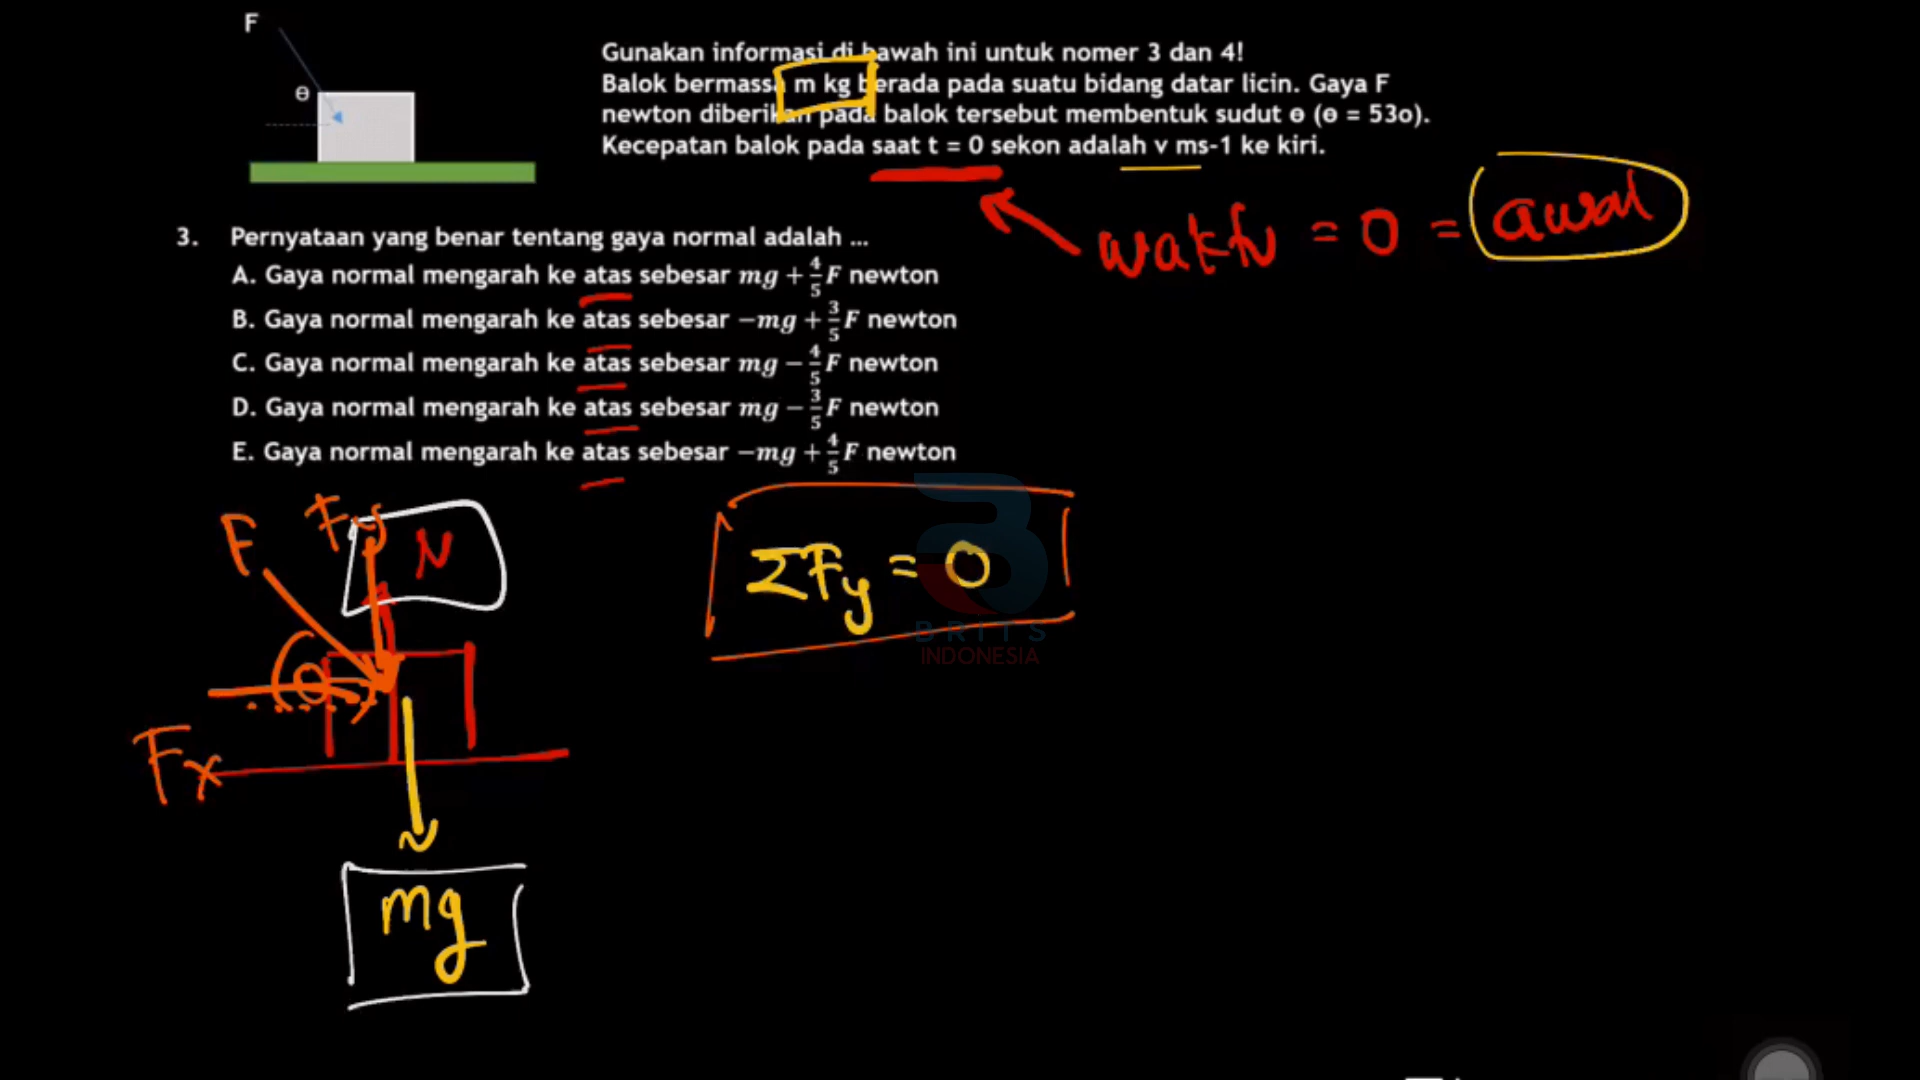 F
θ
Gunakan informasi di bawah ini untuk nomer 3 dan 4!
Balok bermassa m kg berada pada suatu bidang datar licin. Gaya F
newton diberikan pada balok tersebut membentuk sudut ɵ (ɵ = 53o).
Kecepatan balok pada saat t = 0 sekon adalah v ms-1 ke kiri.
waktu = 0 = awal
3. Pernyataan yang benar tentang gaya normal adalah ...
A. Gaya normal mengarah ke atas sebesar mg + 4/5 F newton
B. Gaya normal mengarah ke atas sebesar −mg + 3/5 F newton
C. Gaya normal mengarah ke atas sebesar mg − 4/5 F newton
D. Gaya normal mengarah ke atas sebesar mg − 3/5 F newton
E. Gaya normal mengarah ke atas sebesar −mg + 4/5 F newton
F
Fy
N
ΣFy = 0
BRITS
INDONESIA
θ
Fx
mg